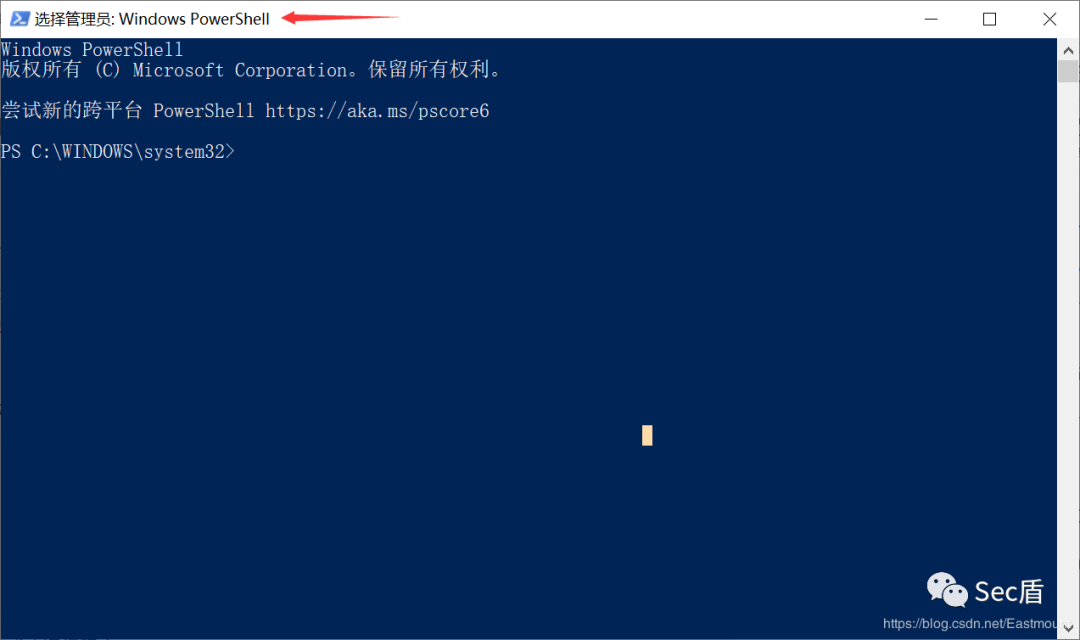 选择管理员: Windows PowerShell
Windows PowerShell
版权所有 (C) Microsoft Corporation。保留所有权利。
尝试新的跨平台 PowerShell https://aka.ms/pscore6
PS C:\WINDOWS\system32>
Sec盾
https://blog.csdn.net/Eastmou